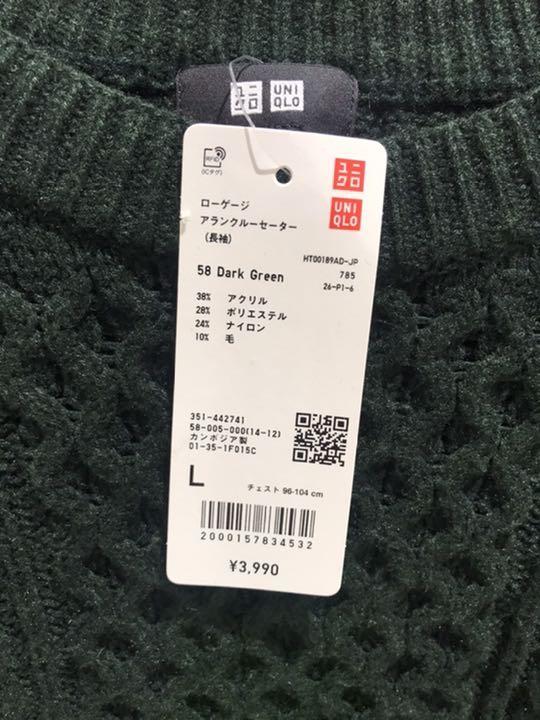 ユニ
クロ
UNI
QLO
RFID
(ICタグ)
ユニ
クロ
UNI
QLO
ローゲージ
アランクルーセーター
(長袖)
HT00189AD-JP
58 Dark Green
785
26-P1-6
38% アクリル
28% ポリエステル
24% ナイロン
10% 毛
351-442741
58-005-000(14-12)
カンボジア製
01-35-1F015C
L
チェスト 96-104 cm
2000157834532
¥3,990